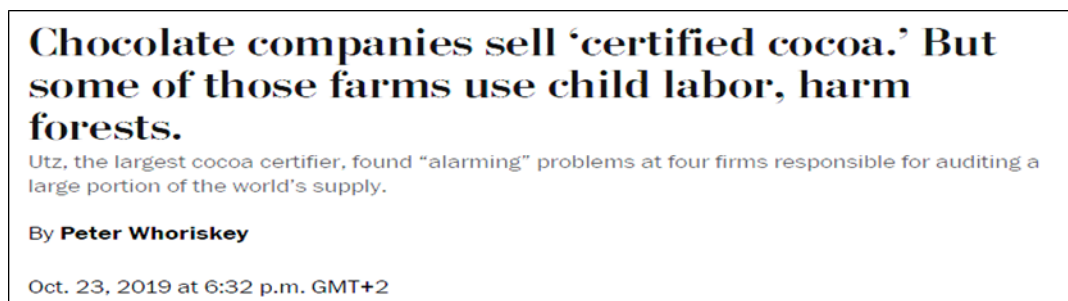 Chocolate companies sell ‘certified cocoa.’ But
some of those farms use child labor, harm
forests.
Utz, the largest cocoa certifier, found “alarming” problems at four firms responsible for auditing a
large portion of the world’s supply.
By Peter Whoriskey
Oct. 23, 2019 at 6:32 p.m. GMT+2